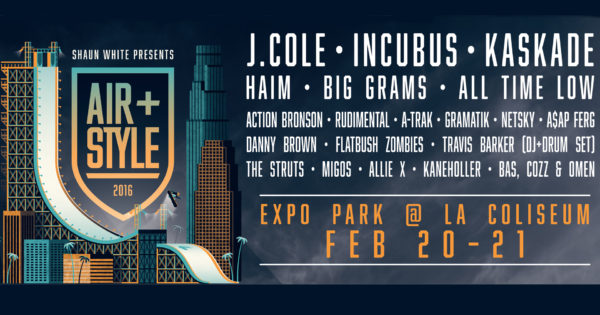 SHAUN WHITE PRESENTS
AIR+
STYLE
2016
J.COLE • INCUBUS • KASKADE
HAIM • BIG GRAMS • ALL TIME LOW
ACTION BRONSON • RUDIMENTAL • A-TRAK • GRAMATIK • NETSKY • A$AP FERG
DANNY BROWN • FLATBUSH ZOMBIES • TRAVIS BARKER (DJ+DRUM SET)
THE STRUTS • MIGOS • ALLIE X • KANEHOLLER • BAS, COZZ & OMEN
EXPO PARK @ LA COLISEUM
FEB 20-21